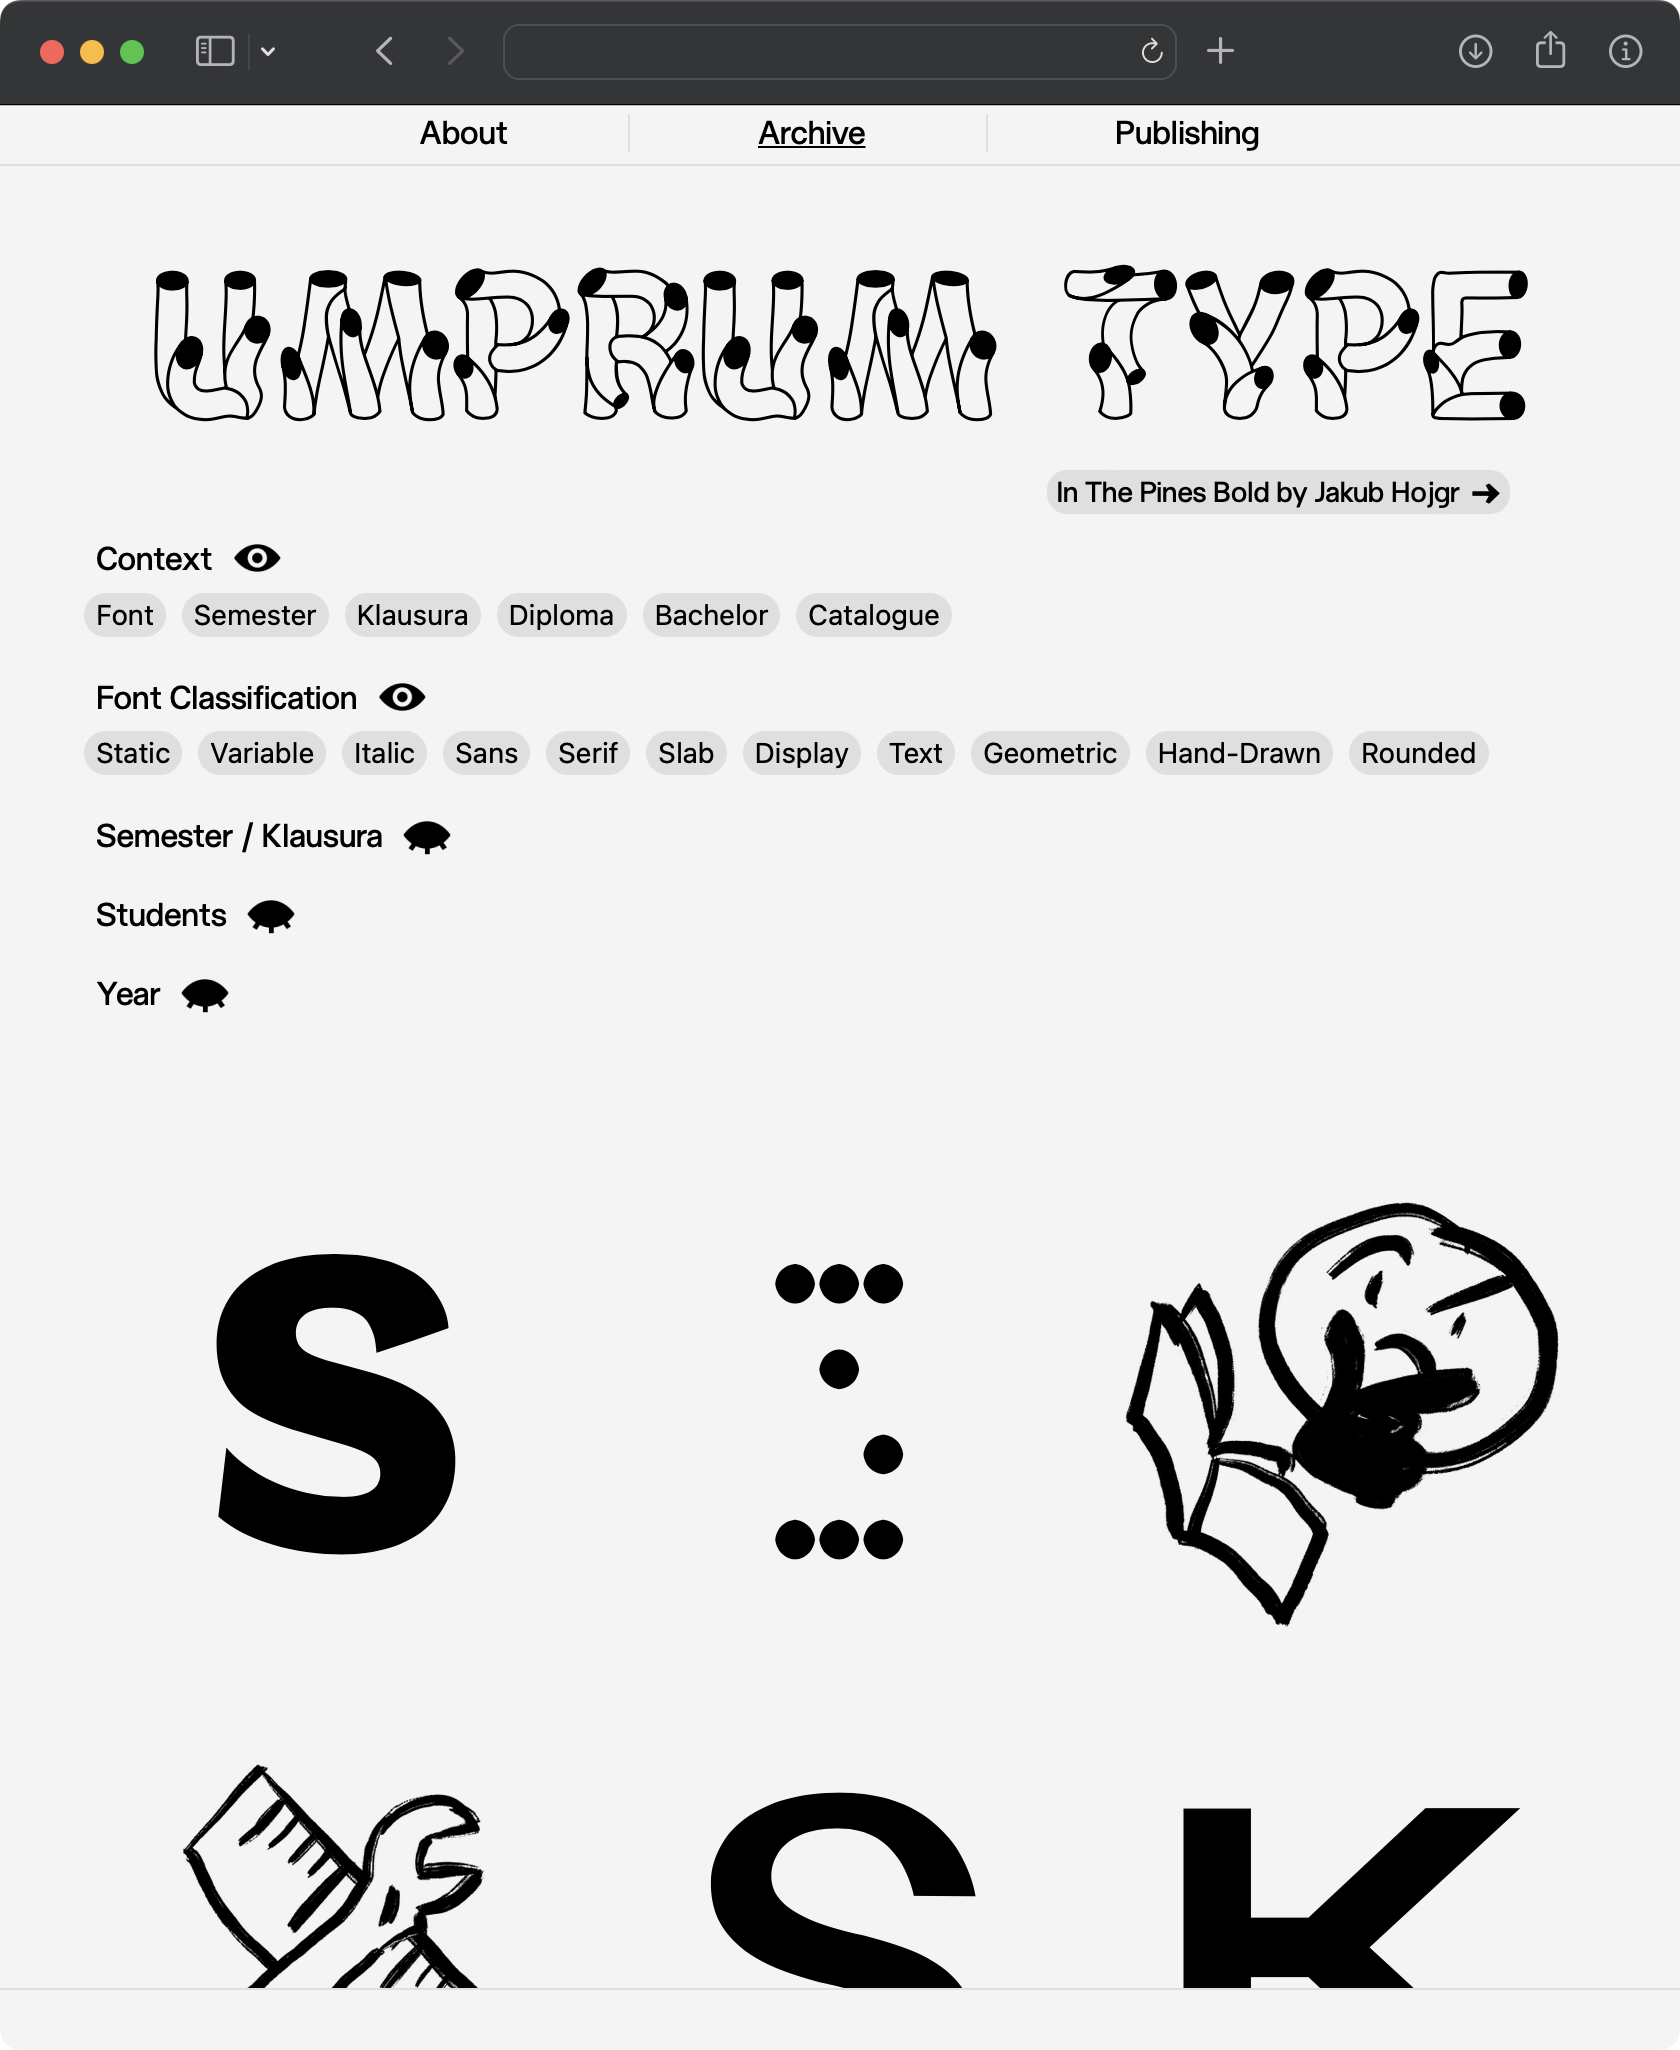 About Archive Publishing
UMPRUM TYPE
In The Pines Bold by Jakub Hojgr →
Context
Font Semester Klausura Diploma Bachelor Catalogue
Font Classification
Static Variable Italic Sans Serif Slab Display Text Geometric Hand-Drawn Rounded
Semester / Klausura
Students
Year
S
S K